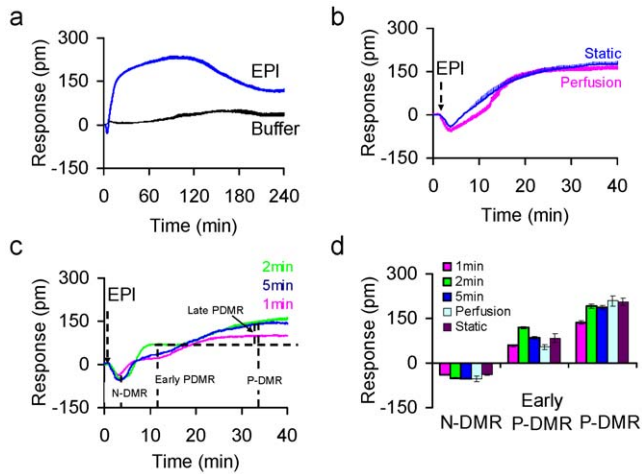 a
Response (pm)
300
150
0
-150
EPI
Buffer
0 60 120 180 240
Time (min)
b
Response (pm)
300
150
0
-150
EPI
Static
Perfusion
0 10 20 30 40
Time (min)
c
Response (pm)
300
150
0
-150
EPI
2min
5min
1min
Late PDMR
N-DMR
Early PDMR
P-DMR
0 10 20 30 40
Time (min)
d
Response (pm)
300
150
0
-150
1min
2min
5min
Perfusion
Static
Early
N-DMR P-DMR P-DMR